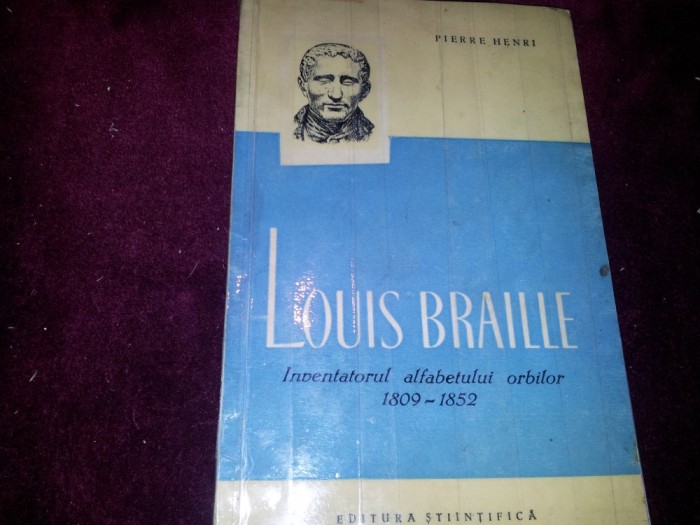 PIERRE HENRI
LOUIS BRAILLE
Inventatorul alfabetului orbilor
1809-1852
EDITURA ȘTIINȚIFICĂ